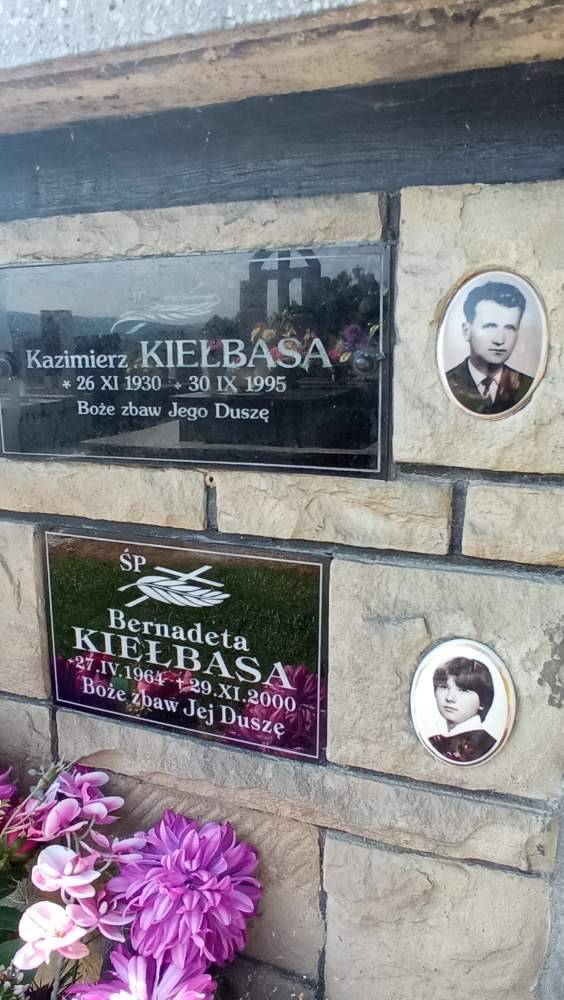 ŚP
Kazimierz KIEŁBASA
* 26 XI 1930 + 30 IX 1995
Boże zbaw Jego Duszę
ŚP
Bernadeta
KIEŁBASA
*27.IV.1964 +29.XI.2000
Boże zbaw Jej Duszę